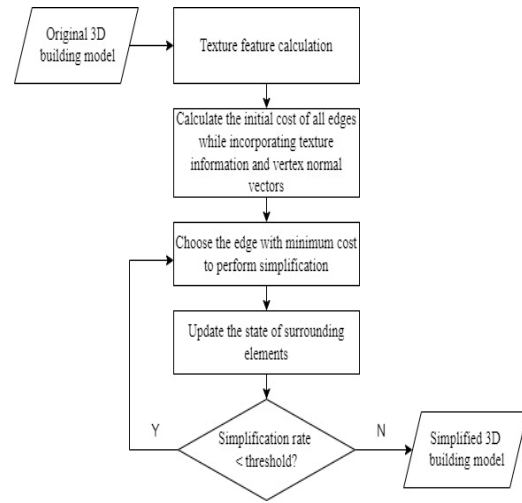 Original 3D
building model
Texture feature calculation
Calculate the initial cost of all edges
while incorporating texture
information and vertex normal
vectors
Choose the edge with minimum cost
to perform simplification
Update the state of surrounding
elements
Y
Simplification rate
< threshold?
N
Simplified 3D
building model